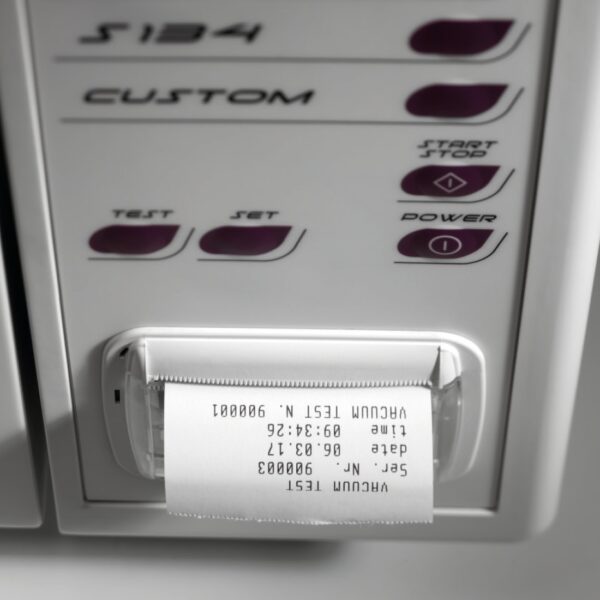 S134
CUSTOM
START
STOP
TEST
SET
POWER
VACUUM TEST
Ser. Nr. 900003
date 06.03.17
time 09:34:26
VACUUM TEST N. 900001